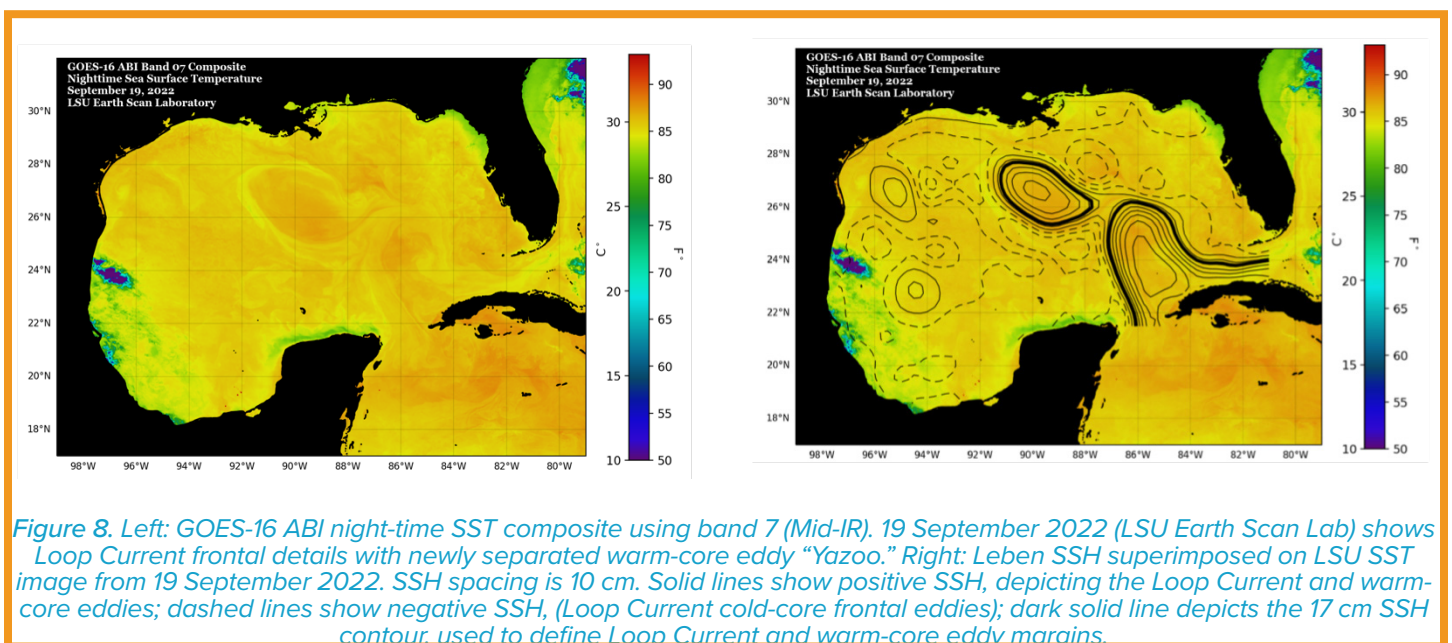 GOES-16 ABI Band 07 Composite
Nighttime Sea Surface Temperature
September 19, 2022
LSU Earth Scan Laboratory
30°N
28°N
26°N
24°N
22°N
20°N
18°N
98°W 96°W 94°W 92°W 90°W 88°W 86°W 84°W 82°W 80°W
30
25
20
15
10
C°
90
85
80
75
70
65
60
55
50
F°
GOES-16 ABI Band 07 Composite
Nighttime Sea Surface Temperature
September 19, 2022
LSU Earth Scan Laboratory
30°N
28°N
26°N
24°N
22°N
20°N
18°N
98°W 96°W 94°W 92°W 90°W 88°W 86°W 84°W 82°W 80°W
30
25
20
15
10
C°
90
85
80
75
70
65
60
55
50
F°
Figure 8. Left: GOES-16 ABI night-time SST composite using band 7 (Mid-IR). 19 September 2022 (LSU Earth Scan Lab) shows
Loop Current frontal details with newly separated warm-core eddy “Yazoo.” Right: Leben SSH superimposed on LSU SST
image from 19 September 2022. SSH spacing is 10 cm. Solid lines show positive SSH, depicting the Loop Current and warm-
core eddies; dashed lines show negative SSH, (Loop Current cold-core frontal eddies); dark solid line depicts the 17 cm SSH
contour, used to define Loop Current and warm-core eddy margins.